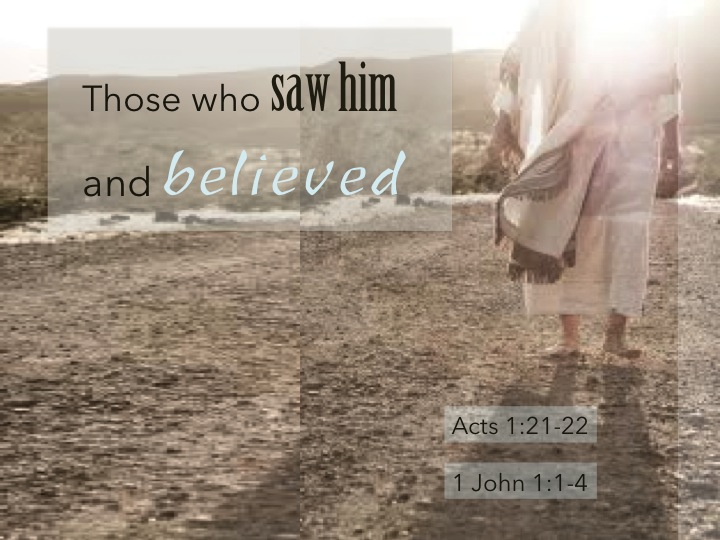 Those who saw him
and believed
Acts 1:21-22
1 John 1:1-4